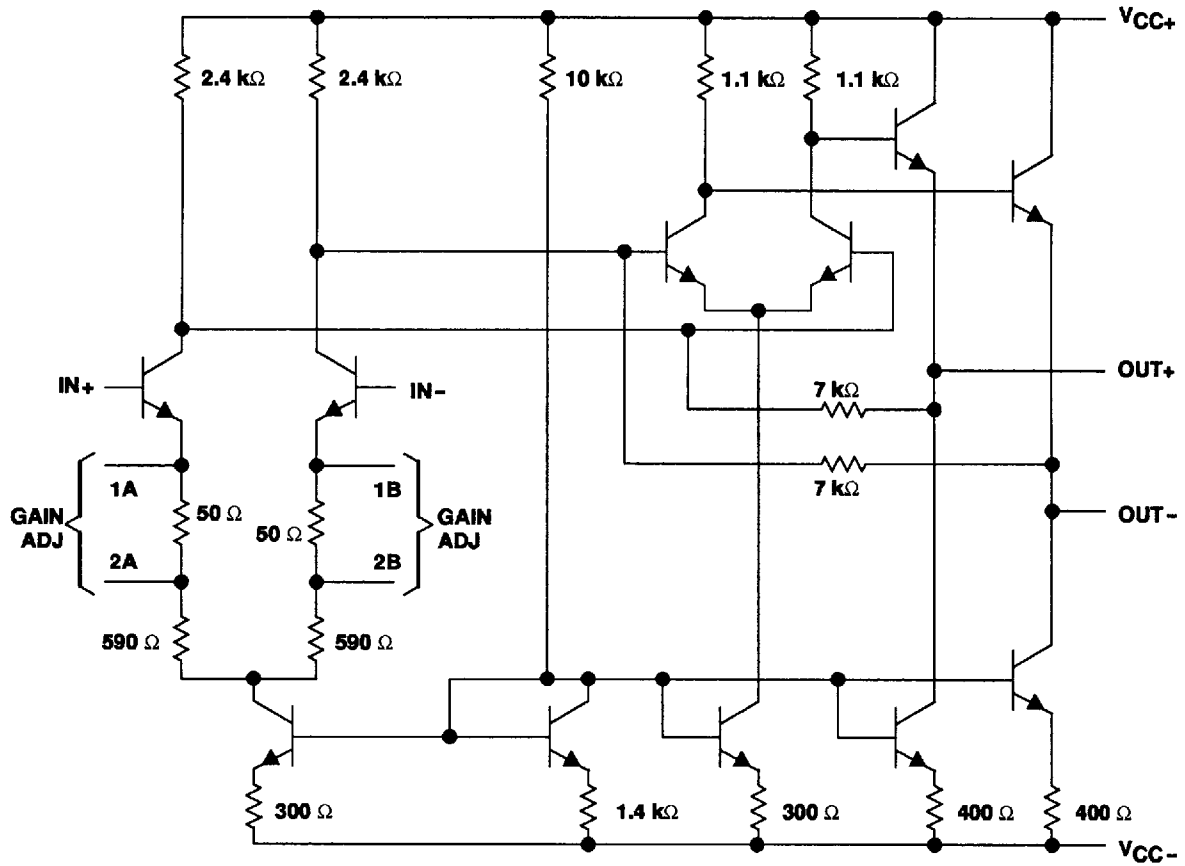 VCC+
2.4 kΩ
2.4 kΩ
10 kΩ
1.1 kΩ
1.1 kΩ
IN+
IN−
OUT+
7 kΩ
7 kΩ
OUT−
1A
1B
GAIN
ADJ
50 Ω
50 Ω
GAIN
ADJ
2A
2B
590 Ω
590 Ω
300 Ω
1.4 kΩ
300 Ω
400 Ω
400 Ω
VCC−